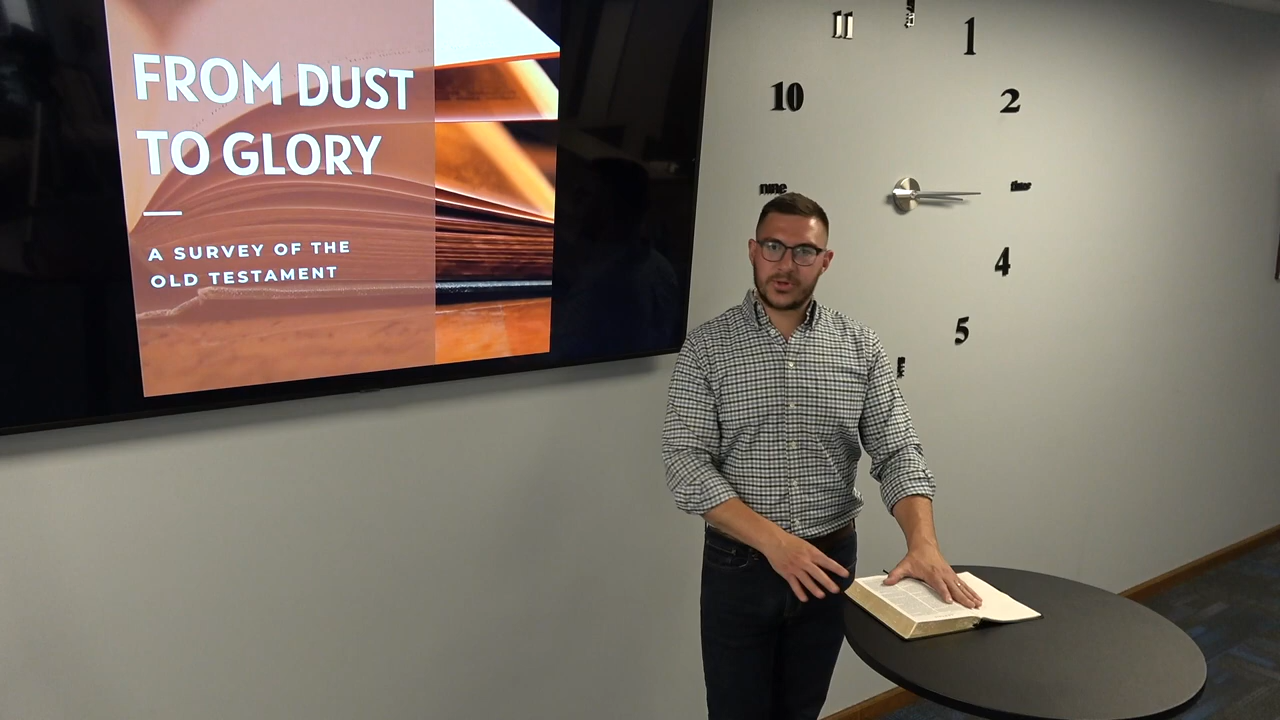 FROM DUST
TO GLORY
A SURVEY OF THE
OLD TESTAMENT
11
1
10
2
nine
three
4
5